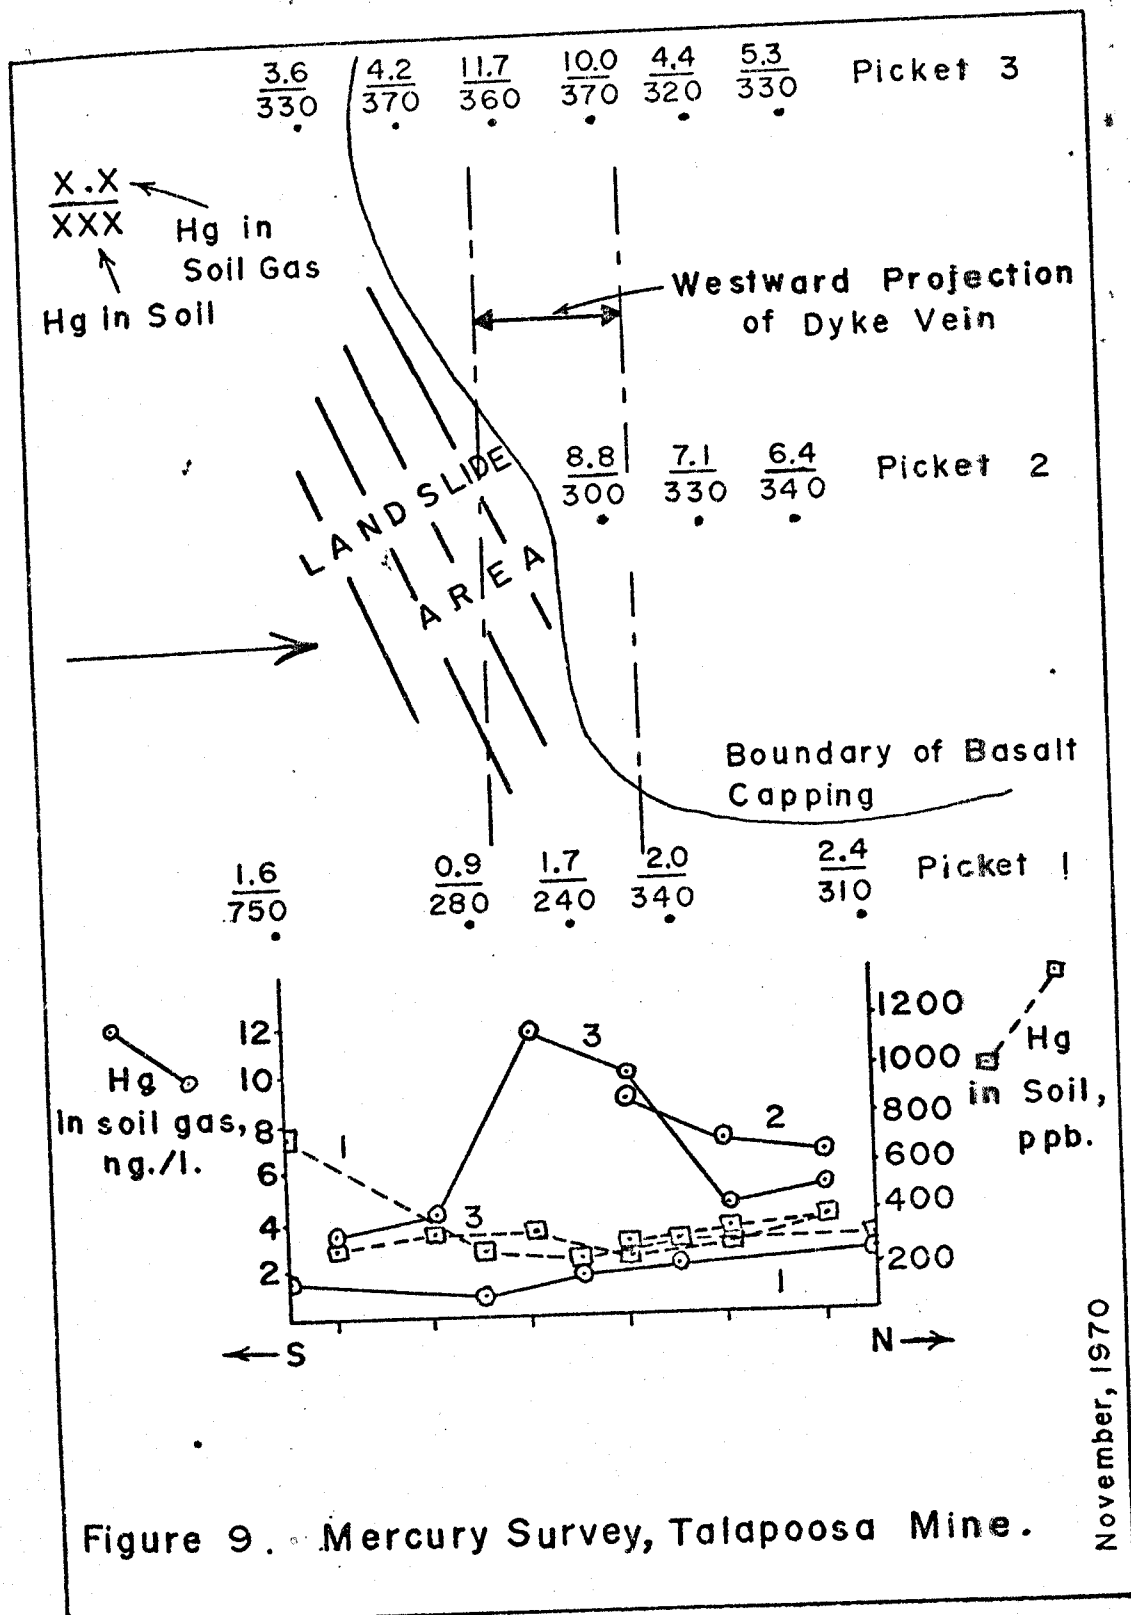 3.6 4.2 11.7 10.0 4.4 5.3 Picket 3
330 370 360 370 320 330
X.X
XXX
Hg in
Soil Gas
Hg in Soil
Westward Projection
of Dyke Vein
8.8 7.1 6.4 Picket 2
300 330 340
LANDSLIDE
AREA
Boundary of Basalt
Capping
1.6 0.9 1.7 2.0 2.4 Picket 1
750 280 240 340 310
Hg
in soil gas,
ng./l.
12
10
8
6
4
2
1
3
3
2
1
1200
1000
800
600
400
200
Hg
in Soil,
ppb.
S
N
November, 1970
Figure 9. Mercury Survey, Talapoosa Mine.